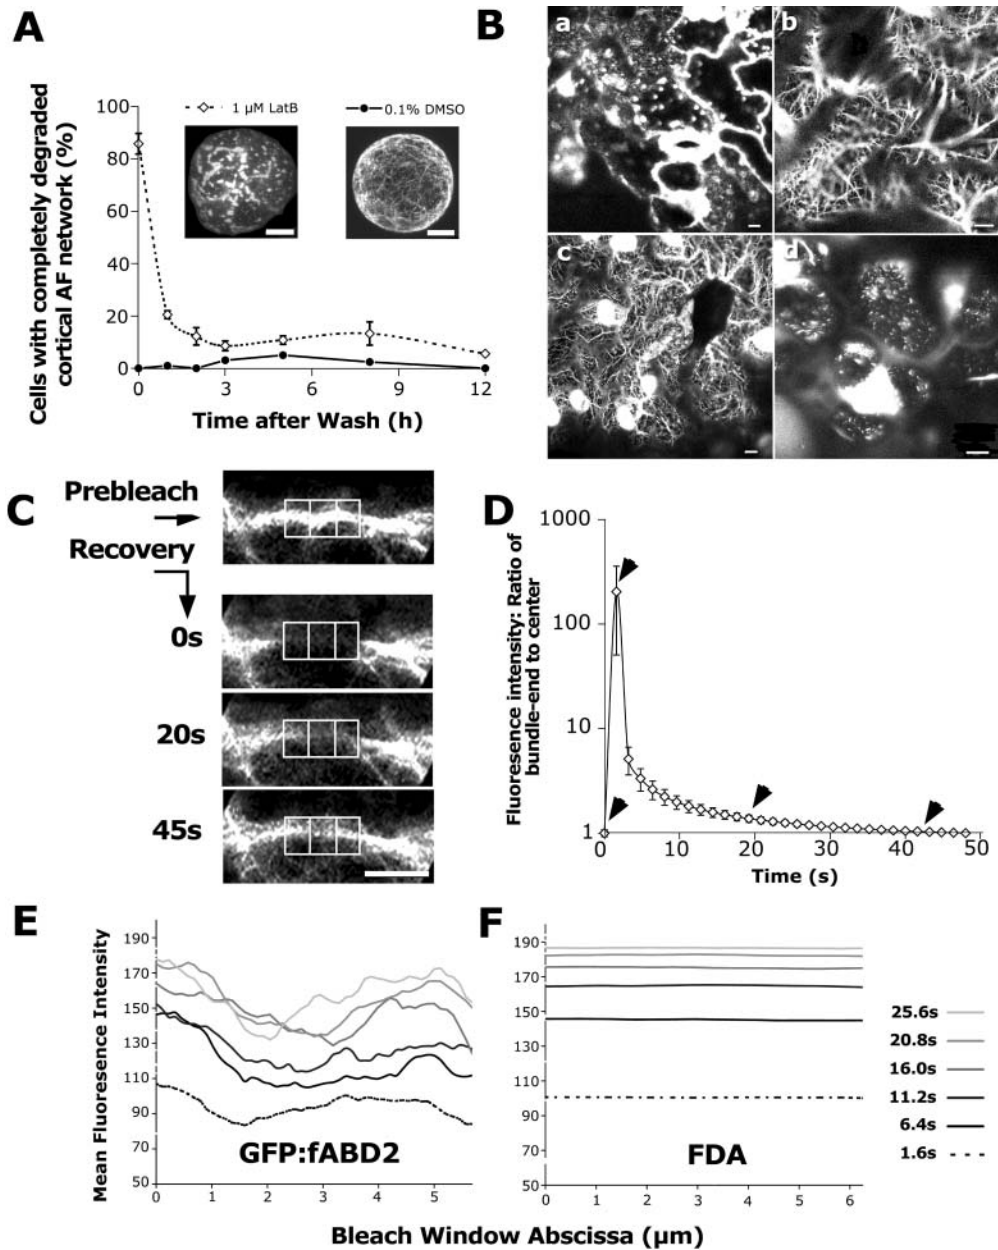 A
1 µM LatB
0.1% DMSO
Cells with completely degraded
cortical AF network (%)
100
80
60
40
20
0
0
3
6
9
12
Time after Wash (h)
B
a
b
c
d
C
Prebleach
Recovery
0s
20s
45s
D
Fluoresence intensity: Ratio of
bundle-end to center
1000
100
10
1
0
10
20
30
40
50
Time (s)
E
Mean Fluorescence Intensity
190
170
150
130
110
90
70
50
0
1
2
3
4
5
GFP:fABD2
F
190
170
150
130
110
90
70
50
0
1
2
3
4
5
6
FDA
25.6s
20.8s
16.0s
11.2s
6.4s
1.6s
Bleach Window Abscissa (µm)